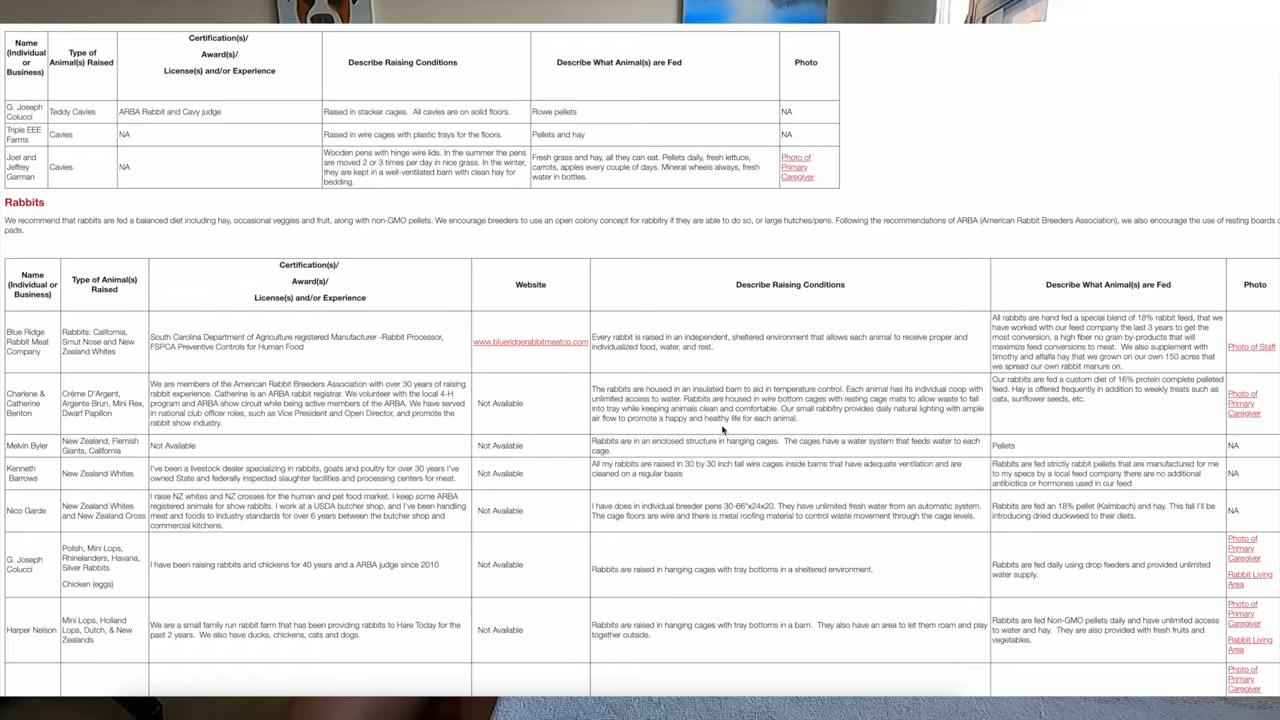 Name (Individual or Business)
Type of Animal(s) Raised
Certification(s)/
Award(s)/
License(s) and/or Experience
Describe Raising Conditions
Describe What Animal(s) are Fed
Photo
G. Joseph Colucci
Teddy Cavies
ARBA Rabbit and Cavy judge
Raised in stacker cages.  All cavies are on solid floors.
Rowe pellets
NA
Triple EEE Farms
Cavies
NA
Raised in wire cages with plastic trays for the floors.
Pellets and hay
NA
Joel and Jeffrey Garman
Cavies
NA
Wooden pens with hinge wire lids. In the summer the pens
are moved 2 or 3 times per day in nice grass. In the winter,
they are kept in a well-ventilated barn with clean hay for
bedding.
Fresh grass and hay, all they can eat. Pellets daily, fresh lettuce,
carrots, apples every couple of days. Mineral wheels always, fresh
water in bottles.
Photo of Primary Caregiver
Rabbits
We recommend that rabbits are fed a balanced diet including hay, occasional veggies and fruit, along with non-GMO pellets. We encourage breeders to use an open colony concept for rabbitry if they are able to do so, or large hutches/pens. Following the recommendations of ARBA (American Rabbit Breeders Association), we also encourage the use of resting boards o
pads.
Name (Individual or Business)
Type of Animal(s) Raised
Certification(s)/
Award(s)/
License(s) and/or Experience
Website
Describe Raising Conditions
Describe What Animal(s) are Fed
Photo
Blue Ridge Rabbit Meat Company
Rabbits: California, Smut Nose and New Zealand Whites
South Carolina Department of Agriculture registered Manufacturer -Rabbit Processor,
FSPCA Preventive Controls for Human Food
www.blueridgerabbitmeatco.com
Every rabbit is raised in an independent, sheltered environment that allows each animal to receive proper and
individualized food, water, and rest.
All rabbits are hand fed a special blend of 18% rabbit feed, that we
have worked with our feed company the last 3 years to get the
most conversion, a high fiber no grain by-products that will
maximize feed conversions to meat.  We also supplement with
timothy and alfalfa hay that we grown on our own 150 acres that
we spread our own rabbit manure on.
Photo of Staff
Charlene & Catherine Benton
Crème D'Argent, Argente Brun, Mini Rex, Dwarf Papillon
We are members of the American Rabbit Breeders Association with over 30 years of raising
rabbit experience. Catherine is an ARBA rabbit registrar. We volunteer with the local 4-H
program and ARBA show circuit while being active members of the ARBA. We have served
in national club officer roles, such as Vice President and Open Director, and promote the
rabbit show industry.
Not Available
The rabbits are housed in an insulated barn to aid in temperature control. Each animal has its individual coop with
unlimited access to water. Rabbits are housed in wire bottom cages with resting cage mats to allow waste to fall
into tray while keeping animals clean and comfortable. Our small rabbitry provides daily natural lighting with ample
air flow to promote a happy and healthy life for each animal.
Our rabbits are fed a custom diet of 16% protein complete pelleted
feed. Hay is offered frequently in addition to weekly treats such as
oats, sunflower seeds, etc.
Photo of Primary Caregiver
Melvin Byler
New Zealand, Flemish Giants, California
Not Available
Not Available
Rabbits are in an enclosed structure in hanging cages.  The cages have a water system that feeds water to each
cage.
Pellets
NA
Kenneth Barrows
New Zealand Whites
I've been a livestock dealer specializing in rabbits, goats and poultry for over 30 years I've
owned State and federally inspected slaughter facilities and processing centers for meat.
Not Available
All my rabbits are raised in 30 by 30 inch tall wire cages inside barns that have adequate ventilation and are
cleaned on a regular basis
Rabbits are fed strictly rabbit pellets that are manufactured for me
to my specs by a local feed company there are no additional
antibiotics or hormones used in our feed
NA
Nico Garde
New Zealand Whites and New Zealand Cross
I raise NZ whites and NZ crosses for the human and pet food market. I keep some ARBA
registered animals for show rabbits. I work at a USDA butcher shop, and I've been handling
meat and foods to industry standards for over 6 years between the butcher shop and
commercial kitchens.
Not Available
I have does in individual breeder pens 30-66"x24x20. They have unlimited fresh water from an automatic system.
The cage floors are wire and there is metal roofing material to control waste movement through the cage levels.
Rabbits are fed an 18% pellet (Kalmbach) and hay. This fall I'll be
introducing dried duckweed to their diets.
NA
G. Joseph Colucci
Polish, Mini Lops, Rhinelanders, Havana, Silver Rabbits
Chicken (eggs)
I have been raising rabbits and chickens for 40 years and a ARBA judge since 2010
Not Available
Rabbits are raised in hanging cages with tray bottoms in a sheltered environment.
Rabbits are fed daily using drop feeders and provided unlimited
water supply.
Photo of Primary Caregiver
Rabbit Living Area
Harper Nelson
Mini Lops, Holland Lops, Dutch, & New Zealands
We are a small family run rabbit farm that has been providing rabbits to Hare Today for the
past 2 years.  We also have ducks, chickens, cats and dogs.
Not Available
Rabbits are raised in hanging cages with tray bottoms in a barn.  They also have an area to let them roam and play
together outside.
Rabbits are fed Non-GMO pellets daily and have unlimited access
to water and hay.  They are also provided with fresh fruits and
vegetables.
Photo of Primary Caregiver
Rabbit Living Area
Photo of Primary Caregiver